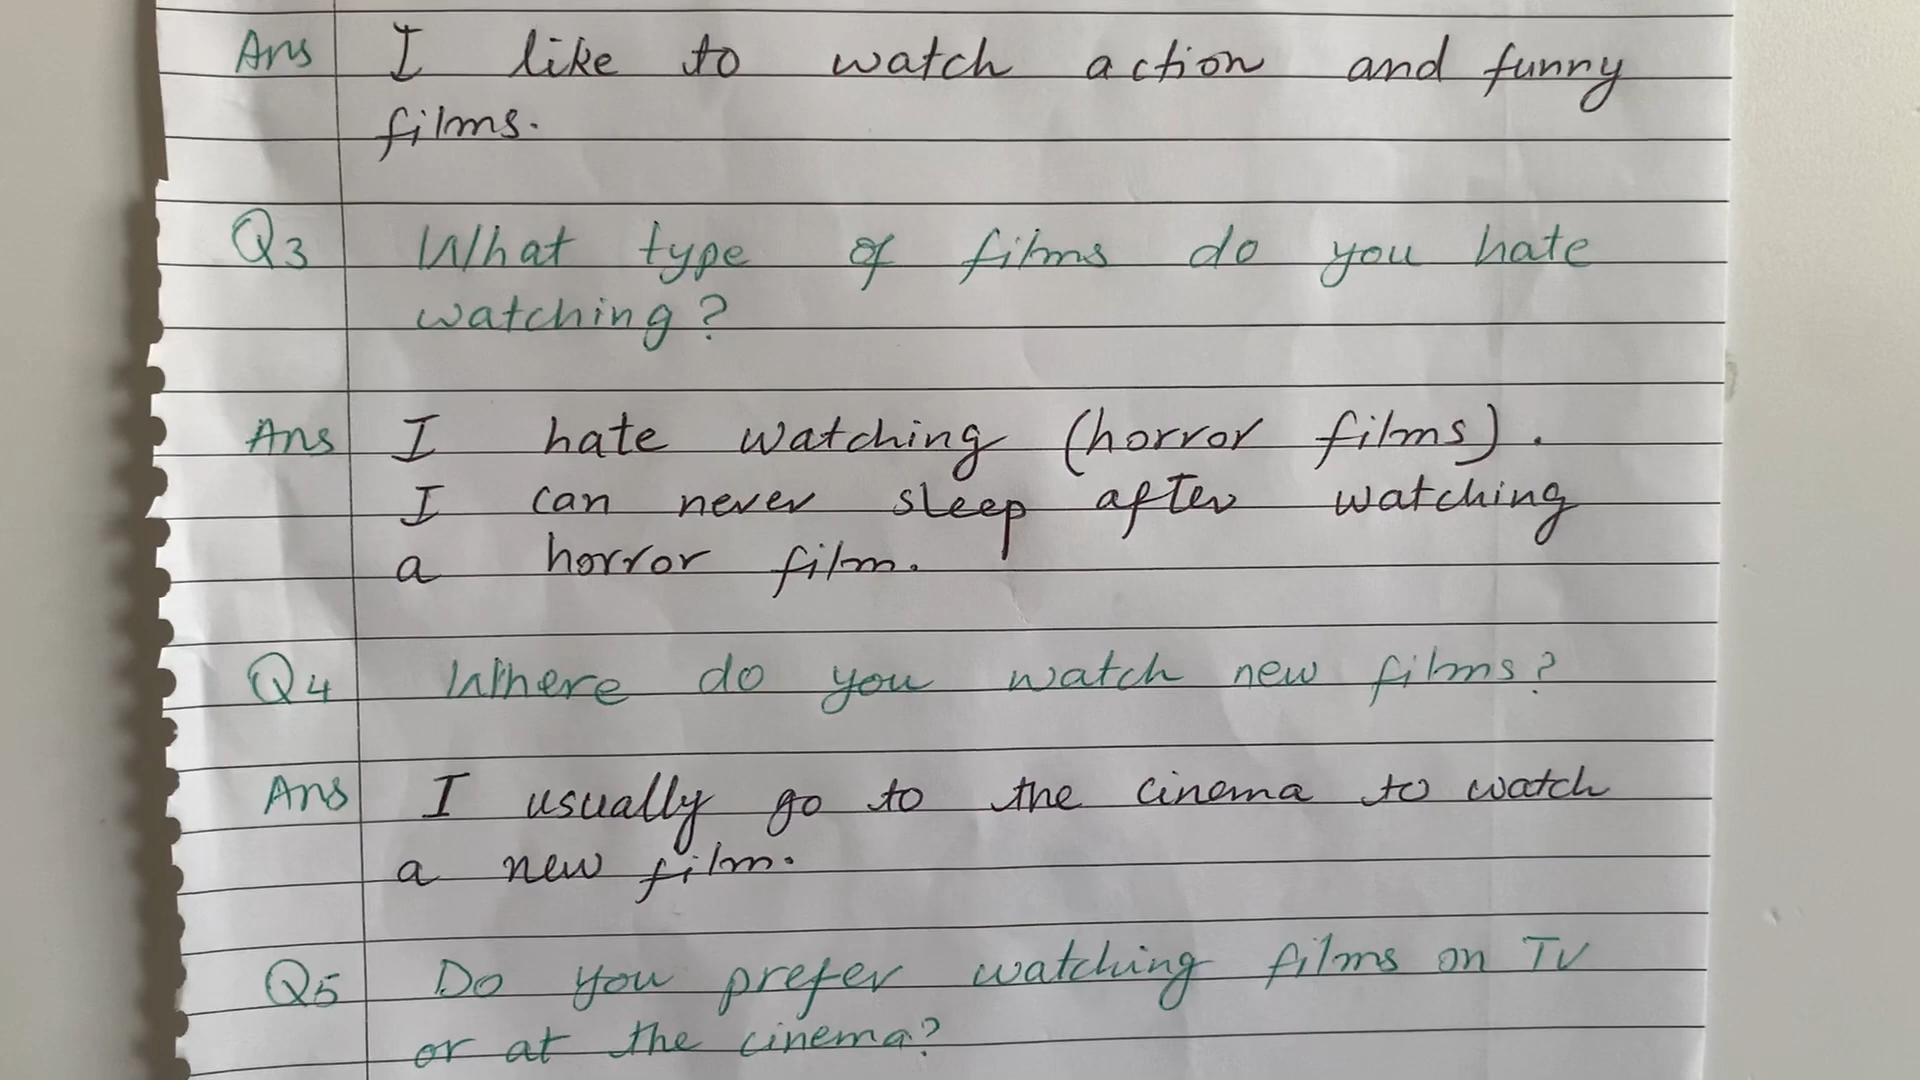 Ans I like to watch action and funny
films.
Q3 What type of films do you hate
watching?
Ans I hate watching (horror films).
I can never sleep after watching
a horror film.
Q4 Where do you watch new films?
Ans I usually go to the cinema to watch
a new film.
Q5 Do you prefer watching films on TV
or at the cinema?